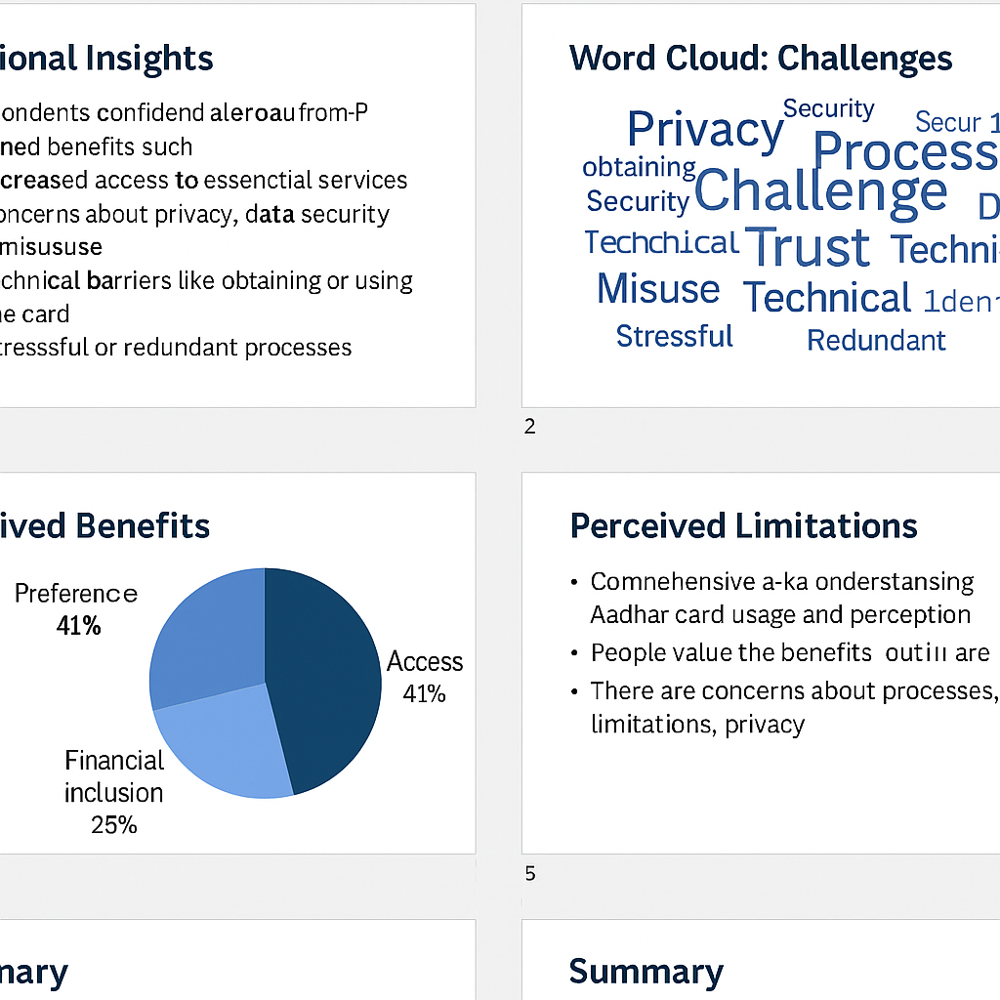 ional Insights
ondents confidend aleroau from-P
ned benefits such
creased access to essenctial services
oncerns about privacy, data security
misususe
chnical barriers like obtaining or using
e card
tresssful or redundant processes
Word Cloud: Challenges
Security
Privacy
Secur 1
Process
obtaining
Challenge
Security
D
Techchical
Trust
Techni
Misuse
Technical
1den
Stressful
Redundant
2
ived Benefits
Preference
41%
Access
41%
Financial
inclusion
25%
Perceived Limitations
• Comnehensive a-ka onderstansing
Aadhar card usage and perception
• People value the benefits are
• There are concerns about processes,
limitations, privacy
5
nary
Summary